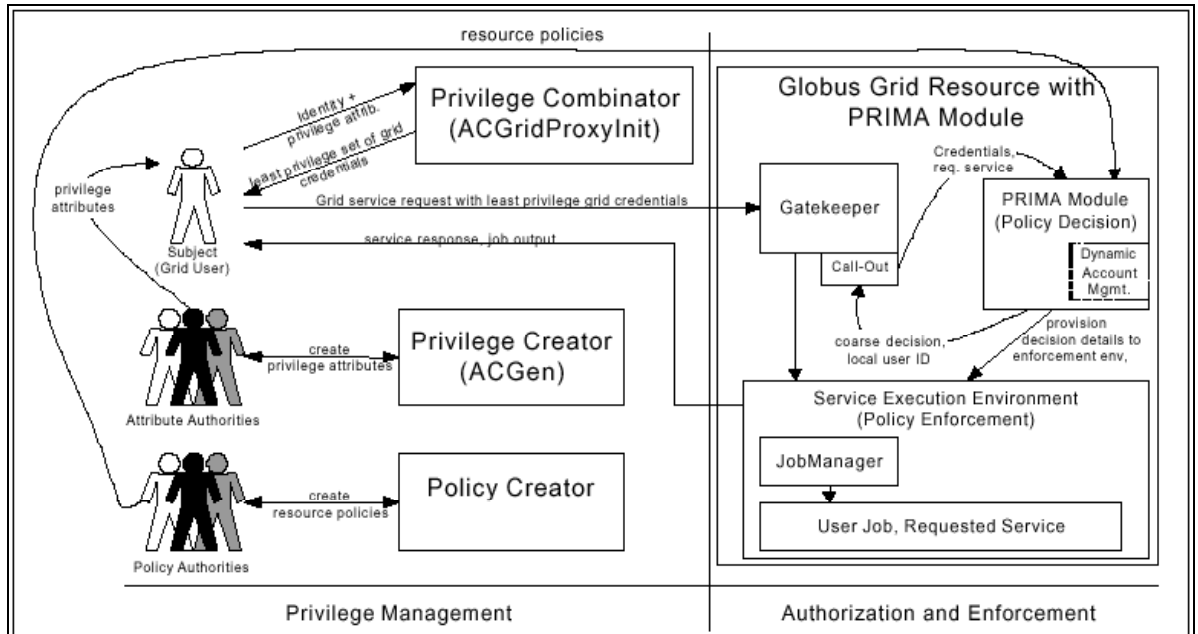 resource policies
Globus Grid Resource with
PRIMA Module
Privilege Combinator
(ACGridProxyInit)
Identity +
privilege attrib.
least privilege set of grid
credentials
privilege
attributes
Subject
(Grid User)
Grid service request with least privilege grid credentials
service response, job output
Gatekeeper
Call-Out
Credentials,
req. service
PRIMA Module
(Policy Decision)
Dynamic
Account
Mgmt.
coarse decision,
local user ID
provision
decision details to
enforcement env,
Attribute Authorities
create
privilege attributes
Privilege Creator
(ACGen)
Service Execution Environment
(Policy Enforcement)
JobManager
User Job, Requested Service
Policy Authorities
create
resource policies
Policy Creator
Privilege Management
Authorization and Enforcement